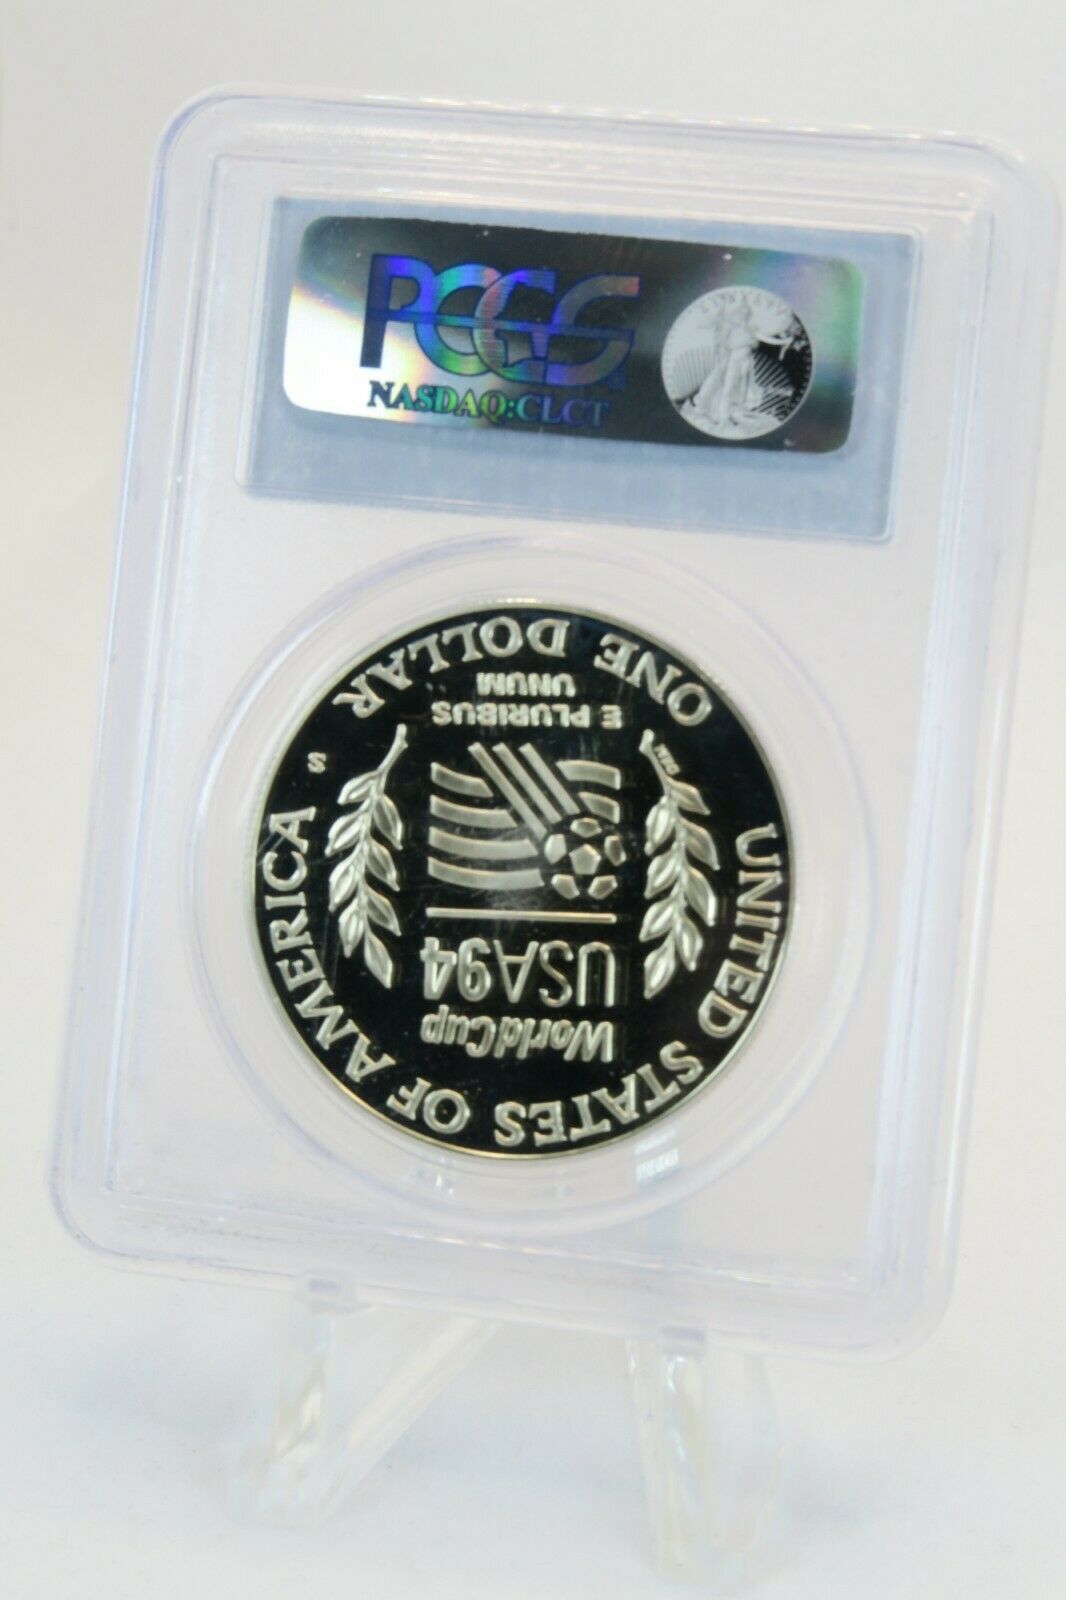 PCGS
NASDAQ:CLCT
UNITED STATES OF AMERICA
WorldCup
USA94
E PLURIBUS
UNUM
S
ONE DOLLAR